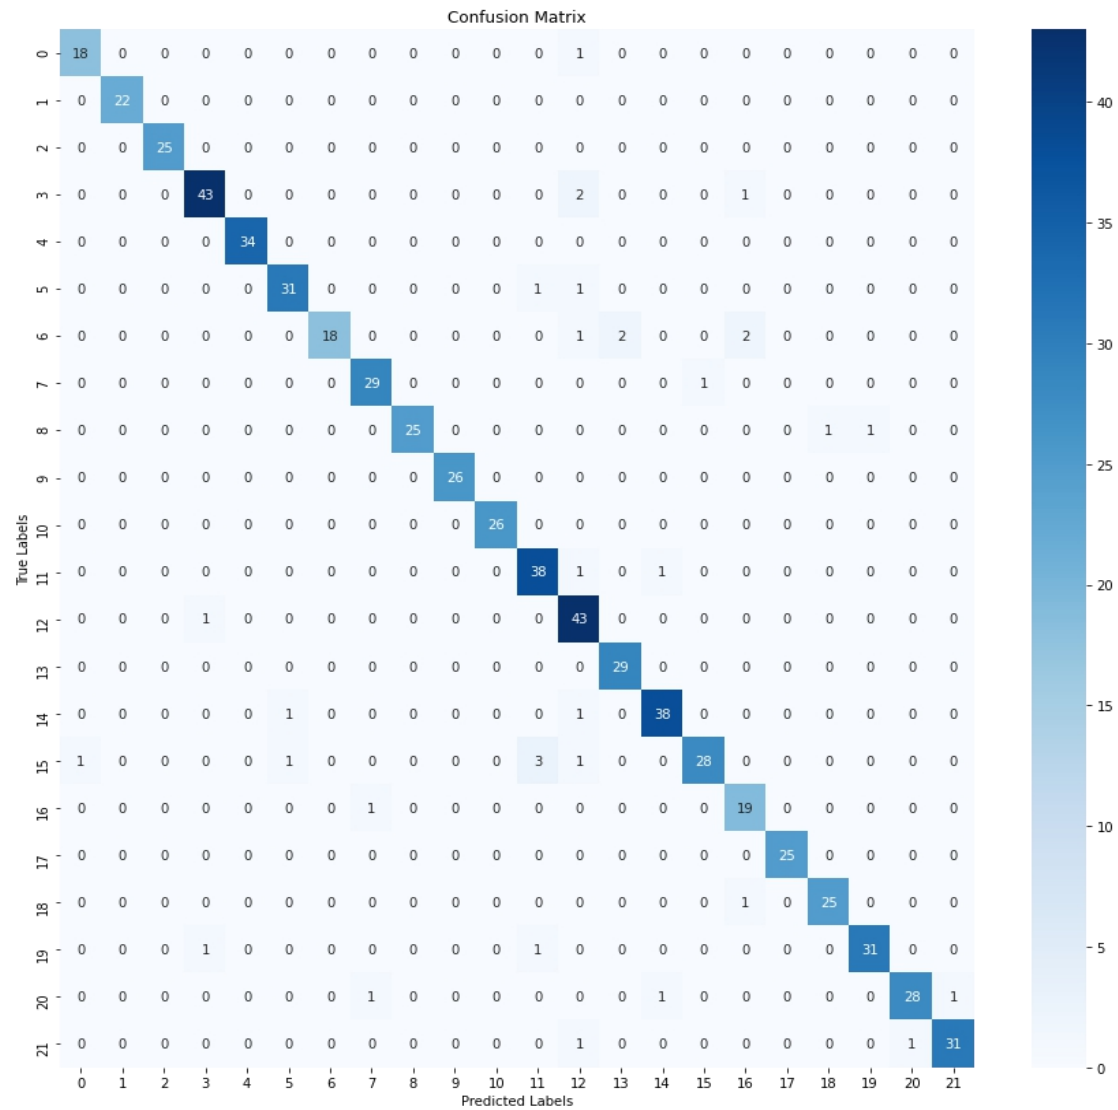 Confusion Matrix
0 18 0 0 0 0 0 0 0 0 0 0 0 1 0 0 0 0 0 0 0 0 0
1 0 22 0 0 0 0 0 0 0 0 0 0 0 0 0 0 0 0 0 0 0 0
2 0 0 25 0 0 0 0 0 0 0 0 0 0 0 0 0 0 0 0 0 0 0
3 0 0 0 43 0 0 0 0 0 0 0 0 2 0 0 0 1 0 0 0 0 0
4 0 0 0 0 34 0 0 0 0 0 0 0 0 0 0 0 0 0 0 0 0 0
5 0 0 0 0 0 31 0 0 0 0 0 1 1 0 0 0 0 0 0 0 0 0
6 0 0 0 0 0 0 18 0 0 0 0 0 1 2 0 0 2 0 0 0 0 0
7 0 0 0 0 0 0 0 29 0 0 0 0 0 0 0 1 0 0 0 0 0 0
8 0 0 0 0 0 0 0 0 25 0 0 0 0 0 0 0 0 0 1 1 0 0
9 0 0 0 0 0 0 0 0 0 26 0 0 0 0 0 0 0 0 0 0 0 0
10 0 0 0 0 0 0 0 0 0 0 26 0 0 0 0 0 0 0 0 0 0 0
11 0 0 0 0 0 0 0 0 0 0 0 38 1 0 1 0 0 0 0 0 0 0
12 0 0 0 1 0 0 0 0 0 0 0 0 43 0 0 0 0 0 0 0 0 0
13 0 0 0 0 0 0 0 0 0 0 0 0 0 29 0 0 0 0 0 0 0 0
14 0 0 0 0 0 1 0 0 0 0 0 0 1 0 38 0 0 0 0 0 0 0
15 1 0 0 0 0 1 0 0 0 0 0 3 1 0 0 28 0 0 0 0 0 0
16 0 0 0 0 0 0 0 1 0 0 0 0 0 0 0 0 19 0 0 0 0 0
17 0 0 0 0 0 0 0 0 0 0 0 0 0 0 0 0 0 25 0 0 0 0
18 0 0 0 0 0 0 0 0 0 0 0 0 0 0 0 0 1 0 25 0 0 0
19 0 0 0 1 0 0 0 0 0 0 0 1 0 0 0 0 0 0 0 31 0 0
20 0 0 0 0 0 0 0 1 0 0 0 0 0 0 1 0 0 0 0 0 28 1
21 0 0 0 0 0 0 0 0 0 0 0 0 1 0 0 0 0 0 0 0 1 31
0 1 2 3 4 5 6 7 8 9 10 11 12 13 14 15 16 17 18 19 20 21
Predicted Labels
True Labels
40
35
30
25
20
15
10
5
0